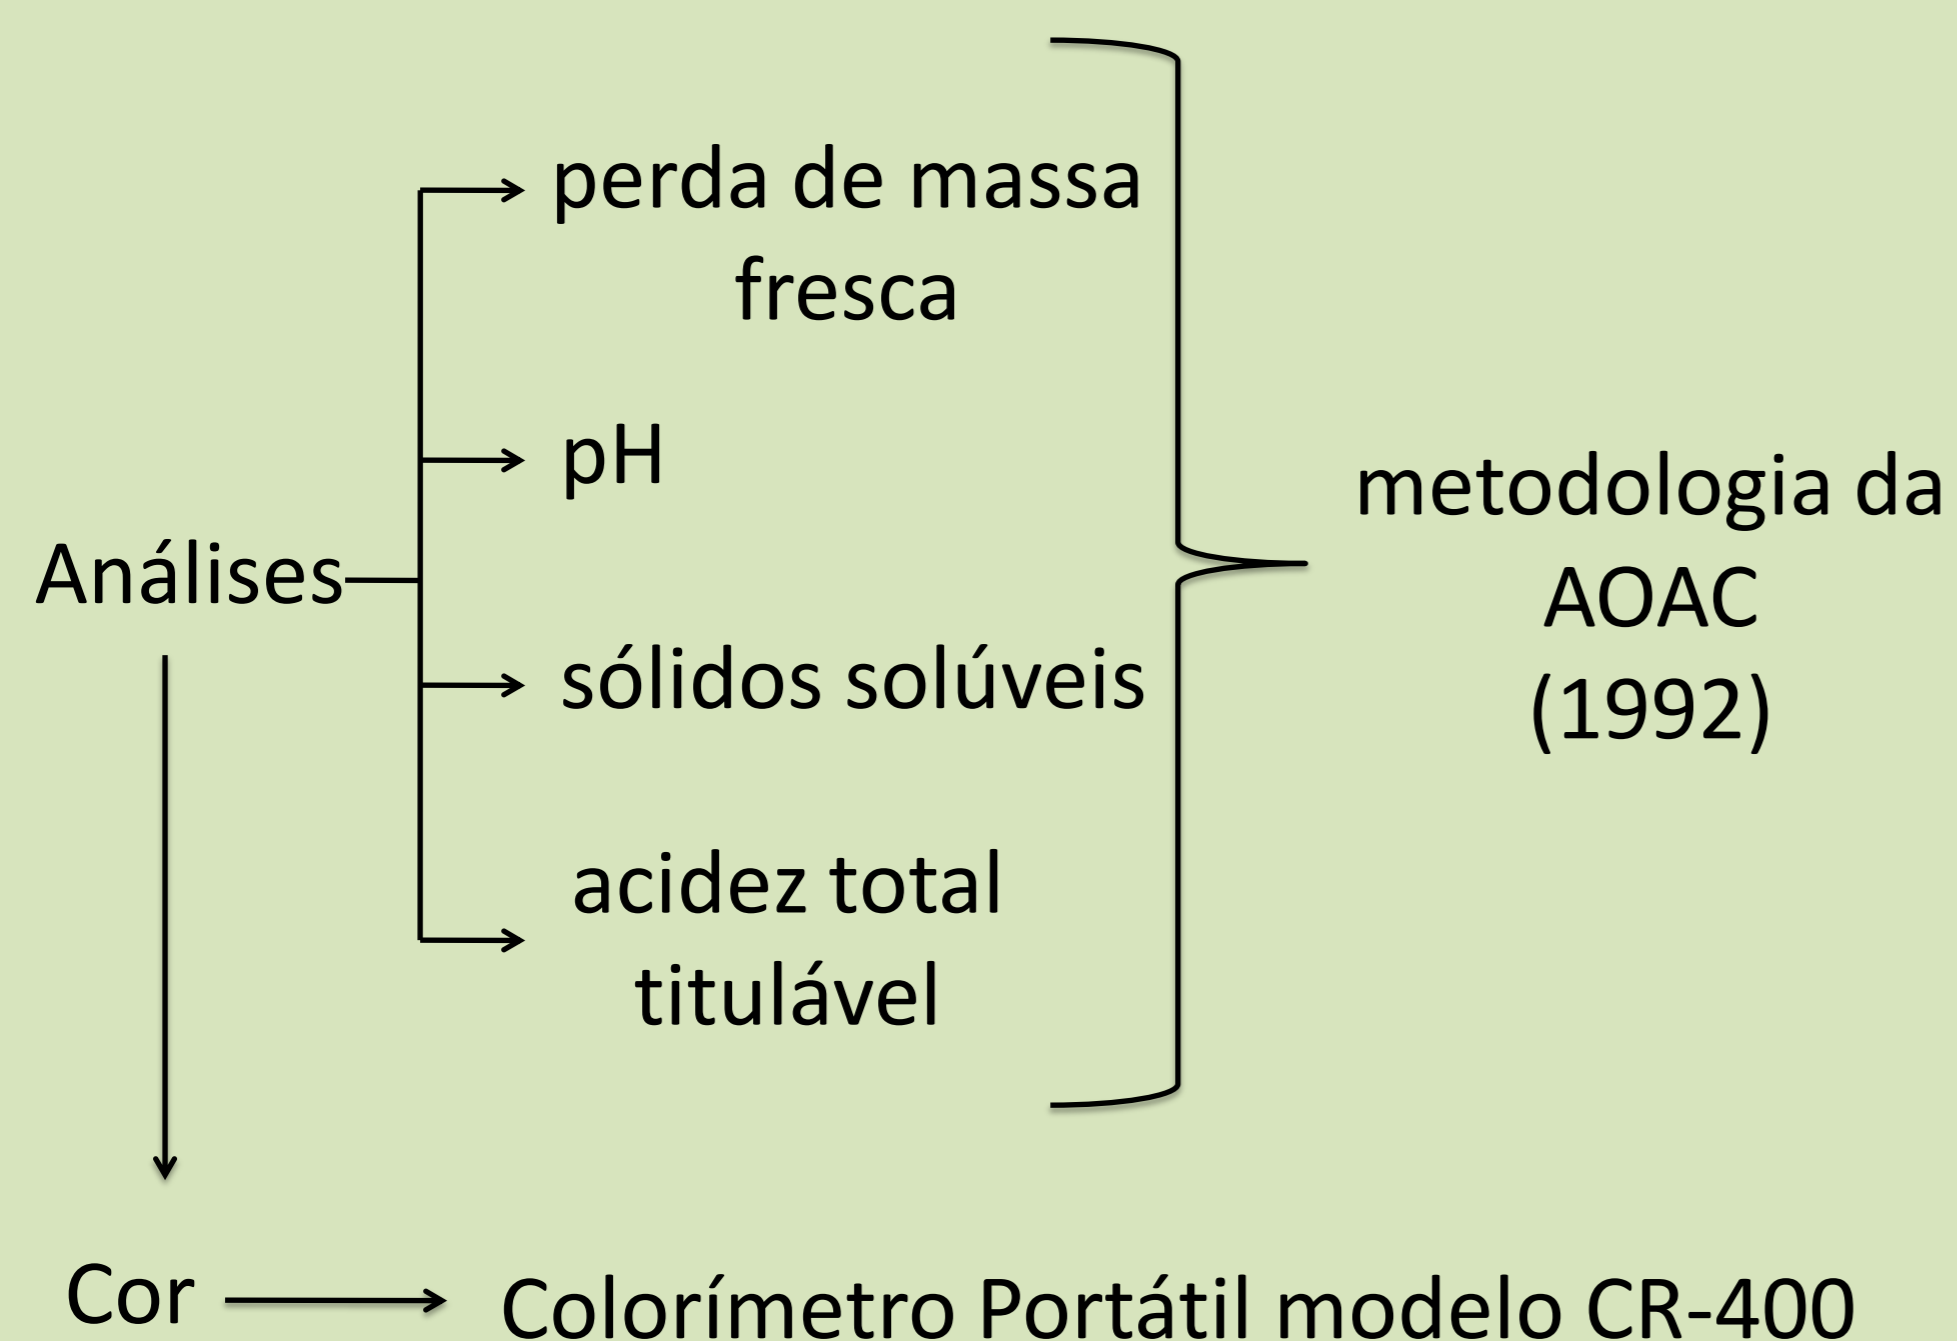 perda de massa
fresca
pH
Análises
sólidos solúveis
acidez total
titulável
metodologia da
AOAC
(1992)
Cor
Colorímetro Portátil modelo CR-400